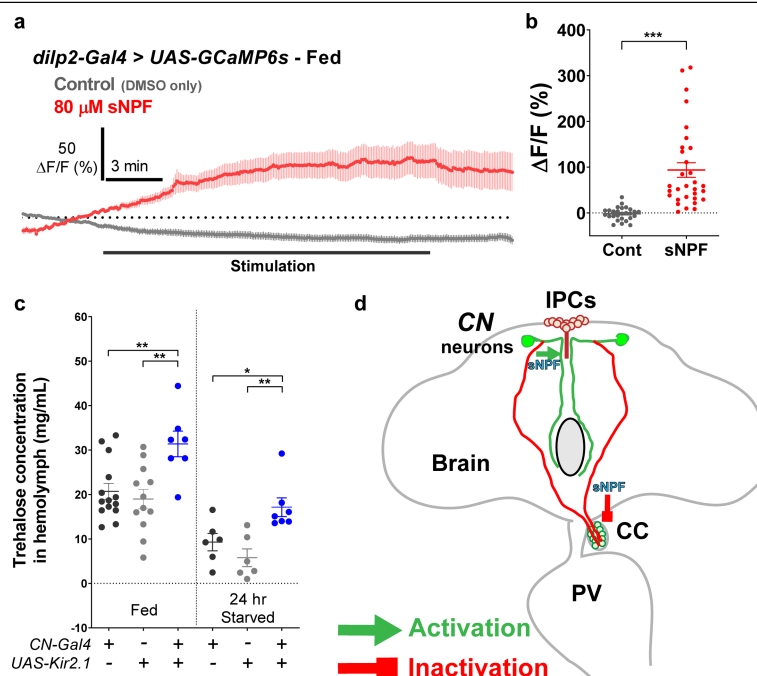 a
dilp2-Gal4 > UAS-GCaMP6s - Fed
Control (DMSO only)
80 μM sNPF
50
ΔF/F (%)
3 min
Stimulation
b
***
ΔF/F (%)
400
300
200
100
0
Cont
sNPF
c
Trehalose concentration
in hemolymph (mg/mL)
60
50
40
30
20
10
0
-10
**
**
*
**
Fed
24 hr
Starved
CN-Gal4 + - + + - +
UAS-Kir2.1 - + + - + +
d
IPCs
CN
neurons
sNPF
Brain
sNPF
CC
PV
Activation
Inactivation